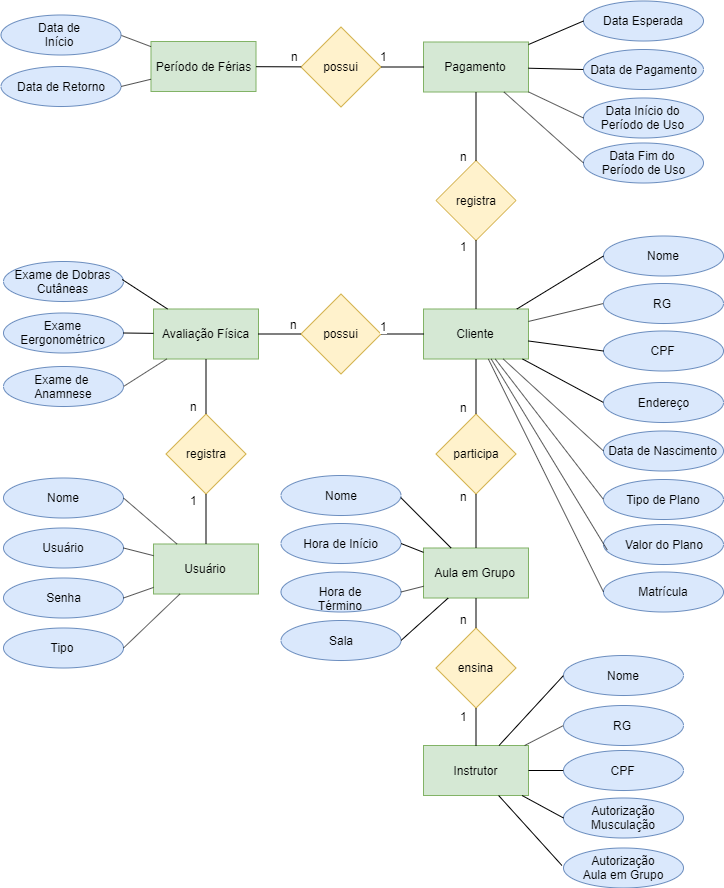 Data de
Início
Data de Retorno
Período de Férias
n
possui
1
Pagamento
Data Esperada
Data de Pagamento
Data Início do
Período de Uso
Data Fim do
Período de Uso
n
registra
1
Exame de Dobras
Cutâneas
Exame
Eergonométrico
Exame de
Anamnese
Avaliação Física
n
possui
1
Cliente
Nome
RG
CPF
Endereço
Data de Nascimento
Tipo de Plano
Valor do Plano
Matrícula
n
registra
1
n
participa
n
Nome
Usuário
Senha
Tipo
Usuário
Nome
Hora de Início
Hora de
Término
Sala
Aula em Grupo
n
ensina
1
Instrutor
Nome
RG
CPF
Autorização
Musculação
Autorização
Aula em Grupo